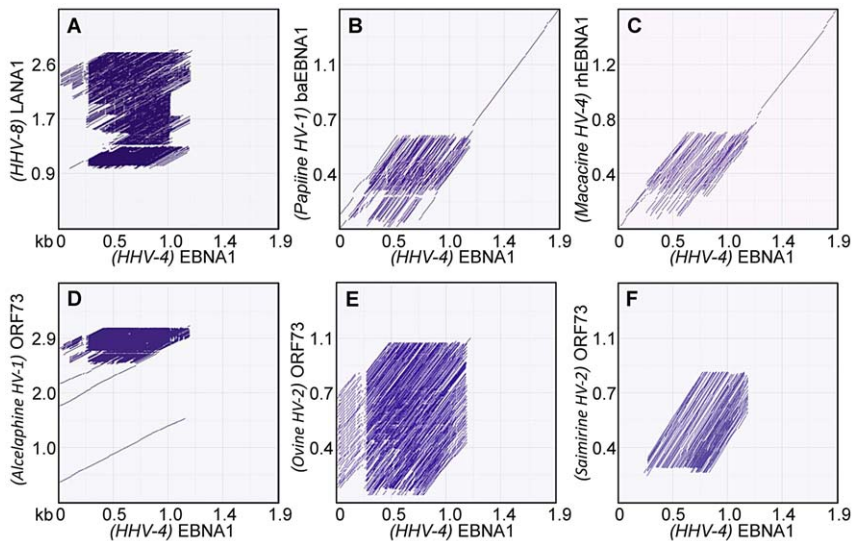 A
B
C
(HHV-8) LANA1
2.6
1.7
0.9
kb 0 0.5 1.0 1.4 1.9
(HHV-4) EBNA1
(Papiine HV-1) baEBNA1
1.1
0.7
0.4
0 0.5 1.0 1.4 1.9
(HHV-4) EBNA1
(Macacine HV-4) rhEBNA1
1.2
0.8
0.4
0 0.5 1.0 1.4 1.9
(HHV-4) EBNA1
D
E
F
(Alcelaphine HV-1) ORF73
2.9
2.0
1.0
kb 0 0.5 1.0 1.4 1.9
(HHV-4) EBNA1
(Ovine HV-2) ORF73
1.1
0.7
0.4
0 0.5 1.0 1.4 1.9
(HHV-4) EBNA1
(Saimirine HV-2) ORF73
1.1
0.7
0.4
0 0.5 1.0 1.4 1.9
(HHV-4) EBNA1